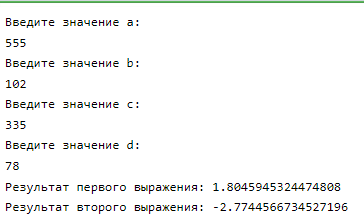 Введите значение a:
555
Введите значение b:
102
Введите значение c:
335
Введите значение d:
78
Результат первого выражения: 1.8045945324474808
Результат второго выражения: -2.7744566734527196